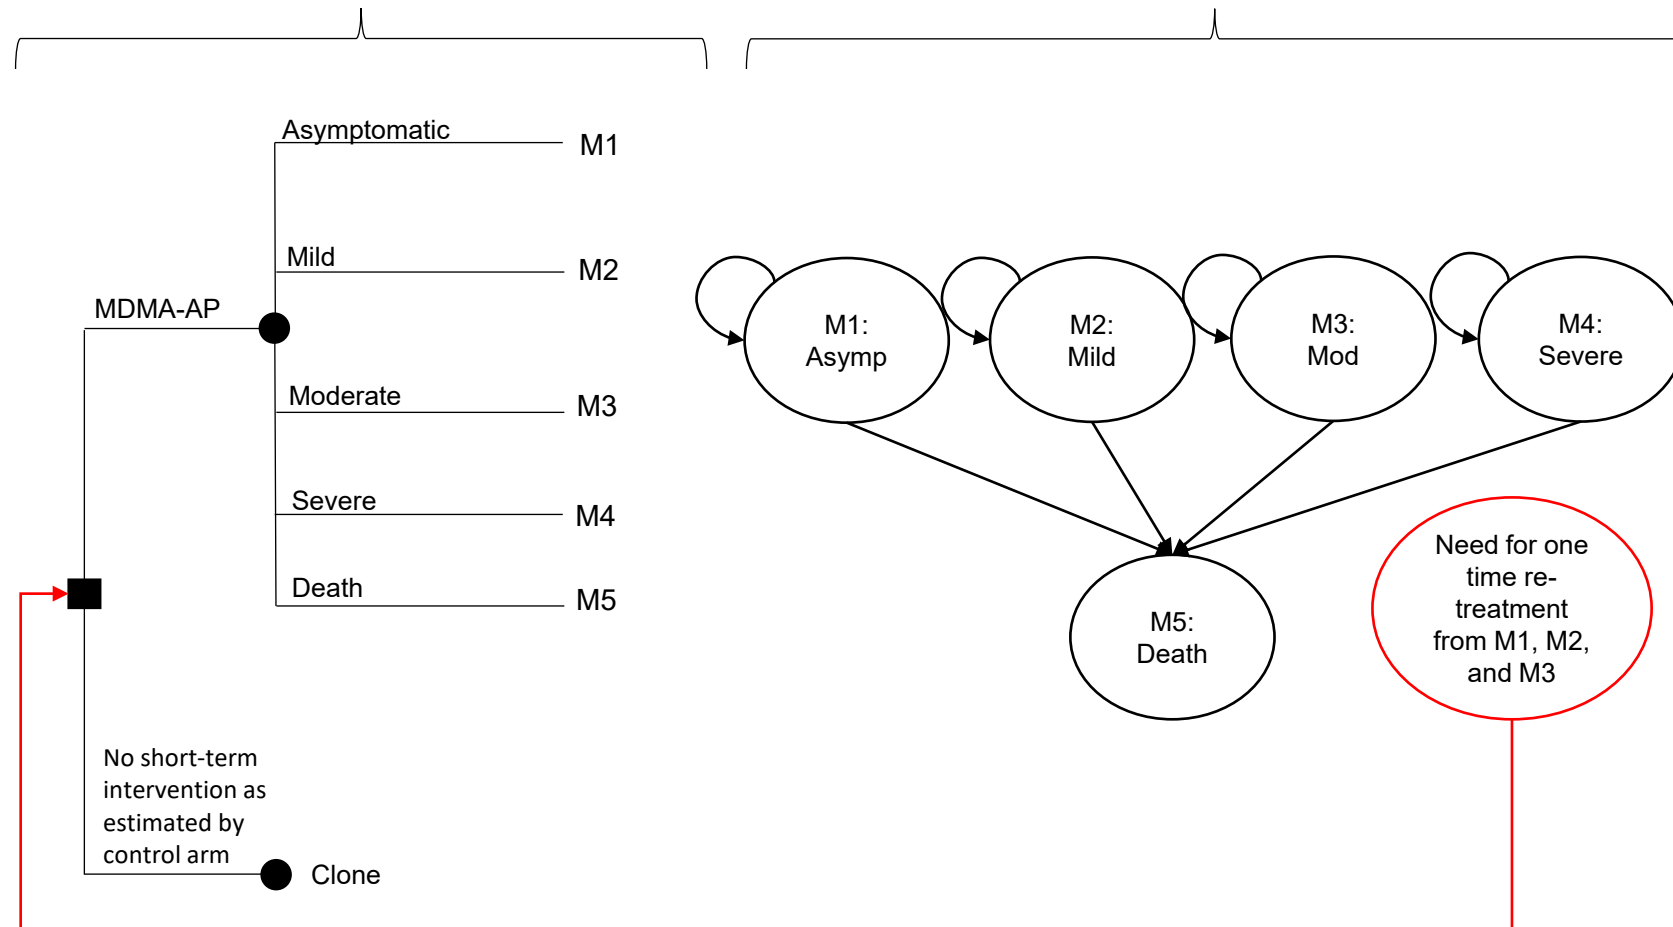 Asymptomatic
M1
Mild
M2
MDMA-AP
Moderate
M3
Severe
M4
Death
M5
No short-term
intervention as
estimated by
control arm
Clone
M1:
Asymp
M2:
Mild
M3:
Mod
M4:
Severe
M5:
Death
Need for one
time re-
treatment
from M1, M2,
and M3